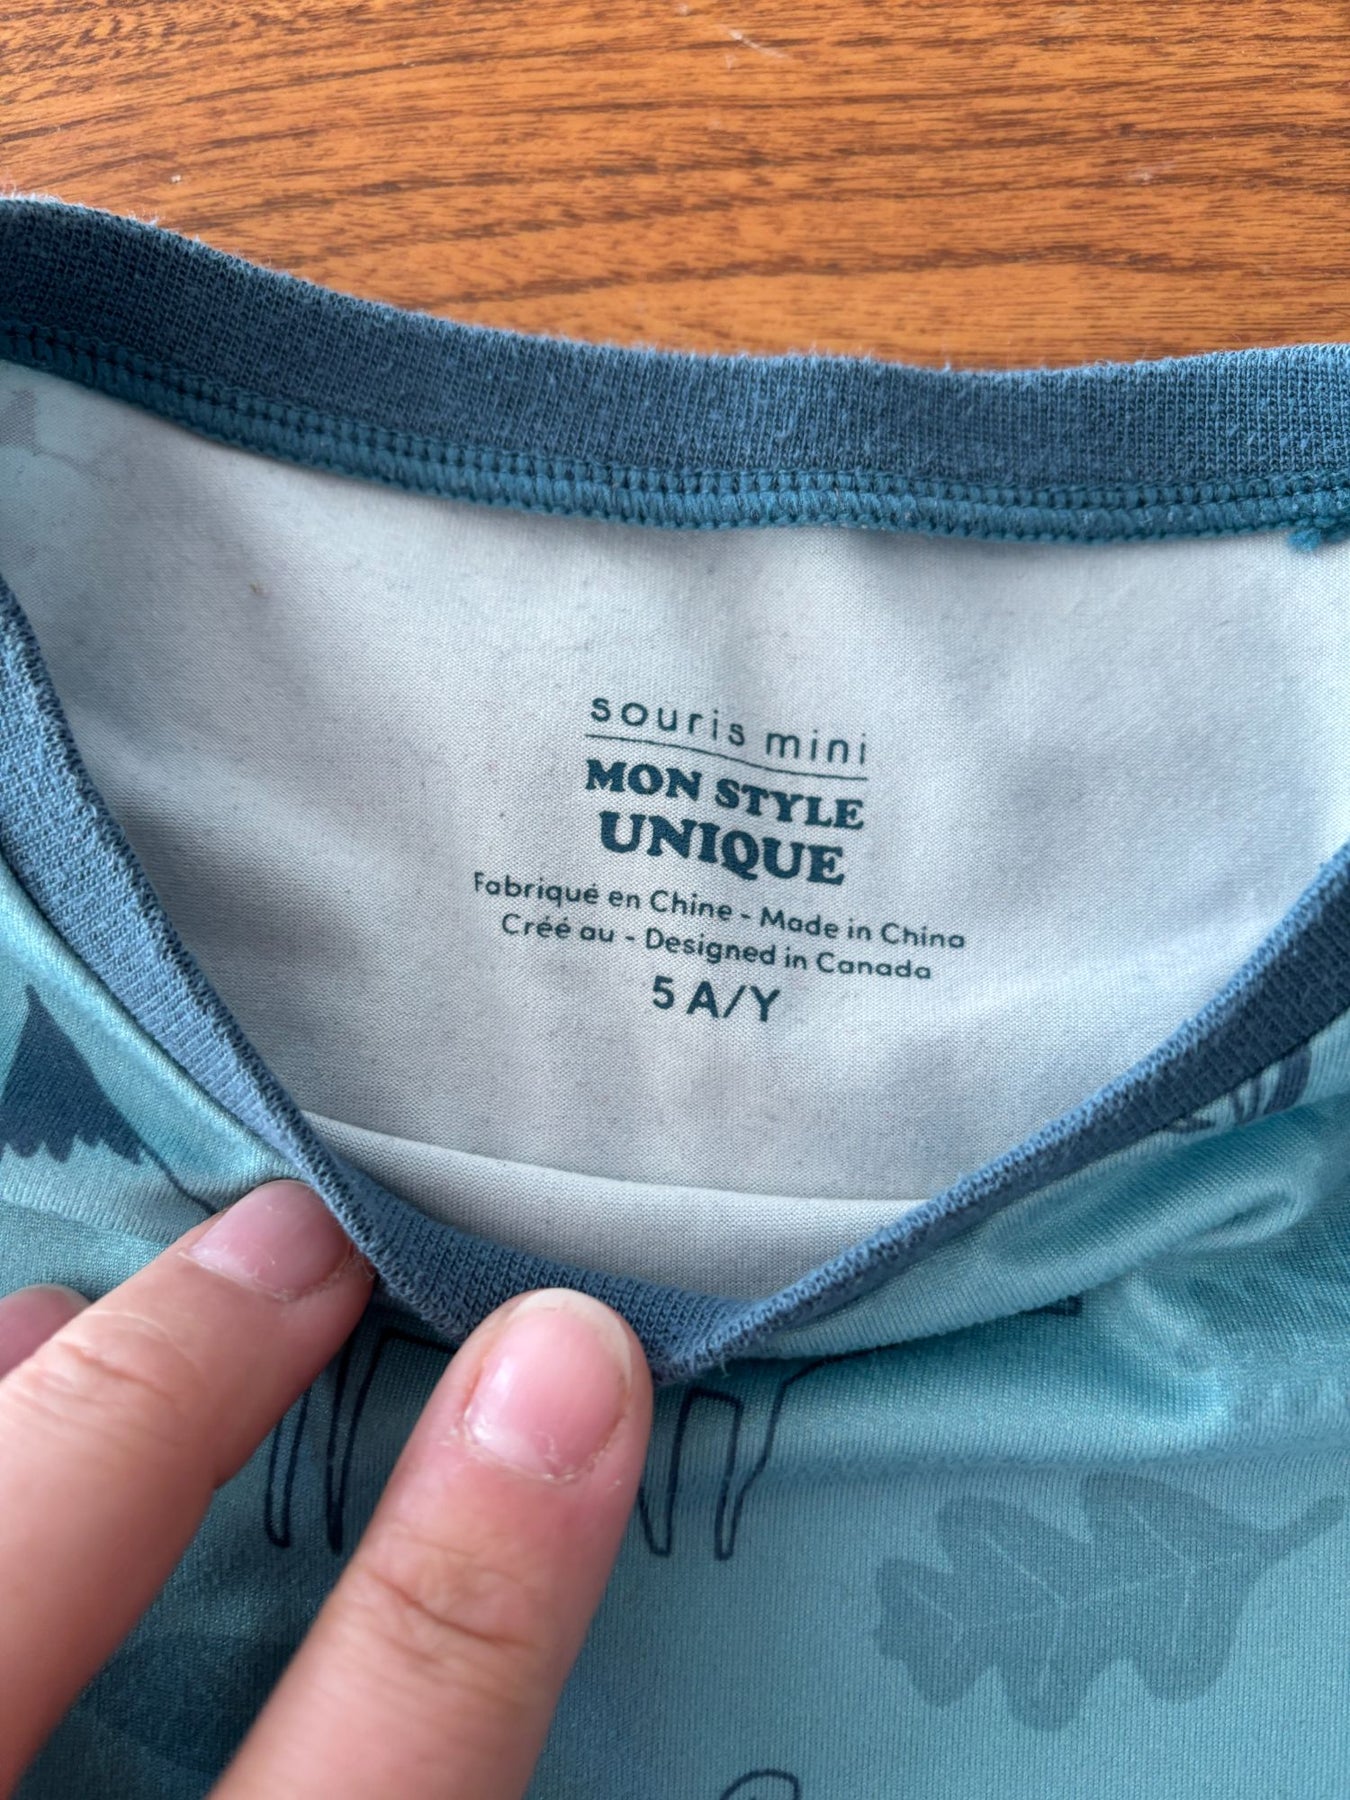 souris mini
MON STYLE
UNIQUE
Fabriqué en Chine - Made in China
Créé au - Designed in Canada
5 A/Y